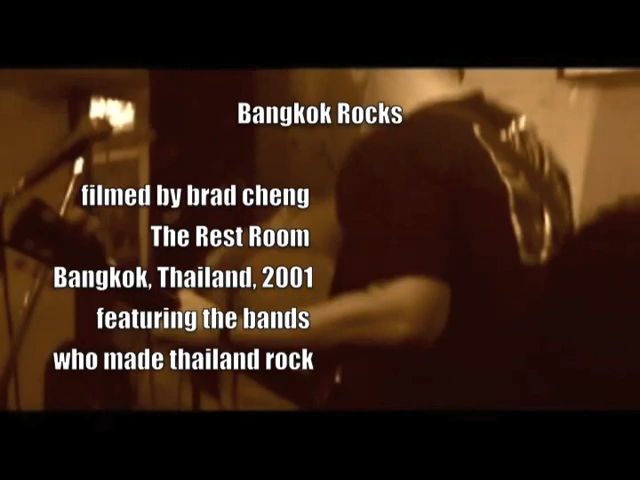 Bangkok Rocks
filmed by brad cheng
The Rest Room
Bangkok, Thailand, 2001
featuring the bands
who made thailand rock